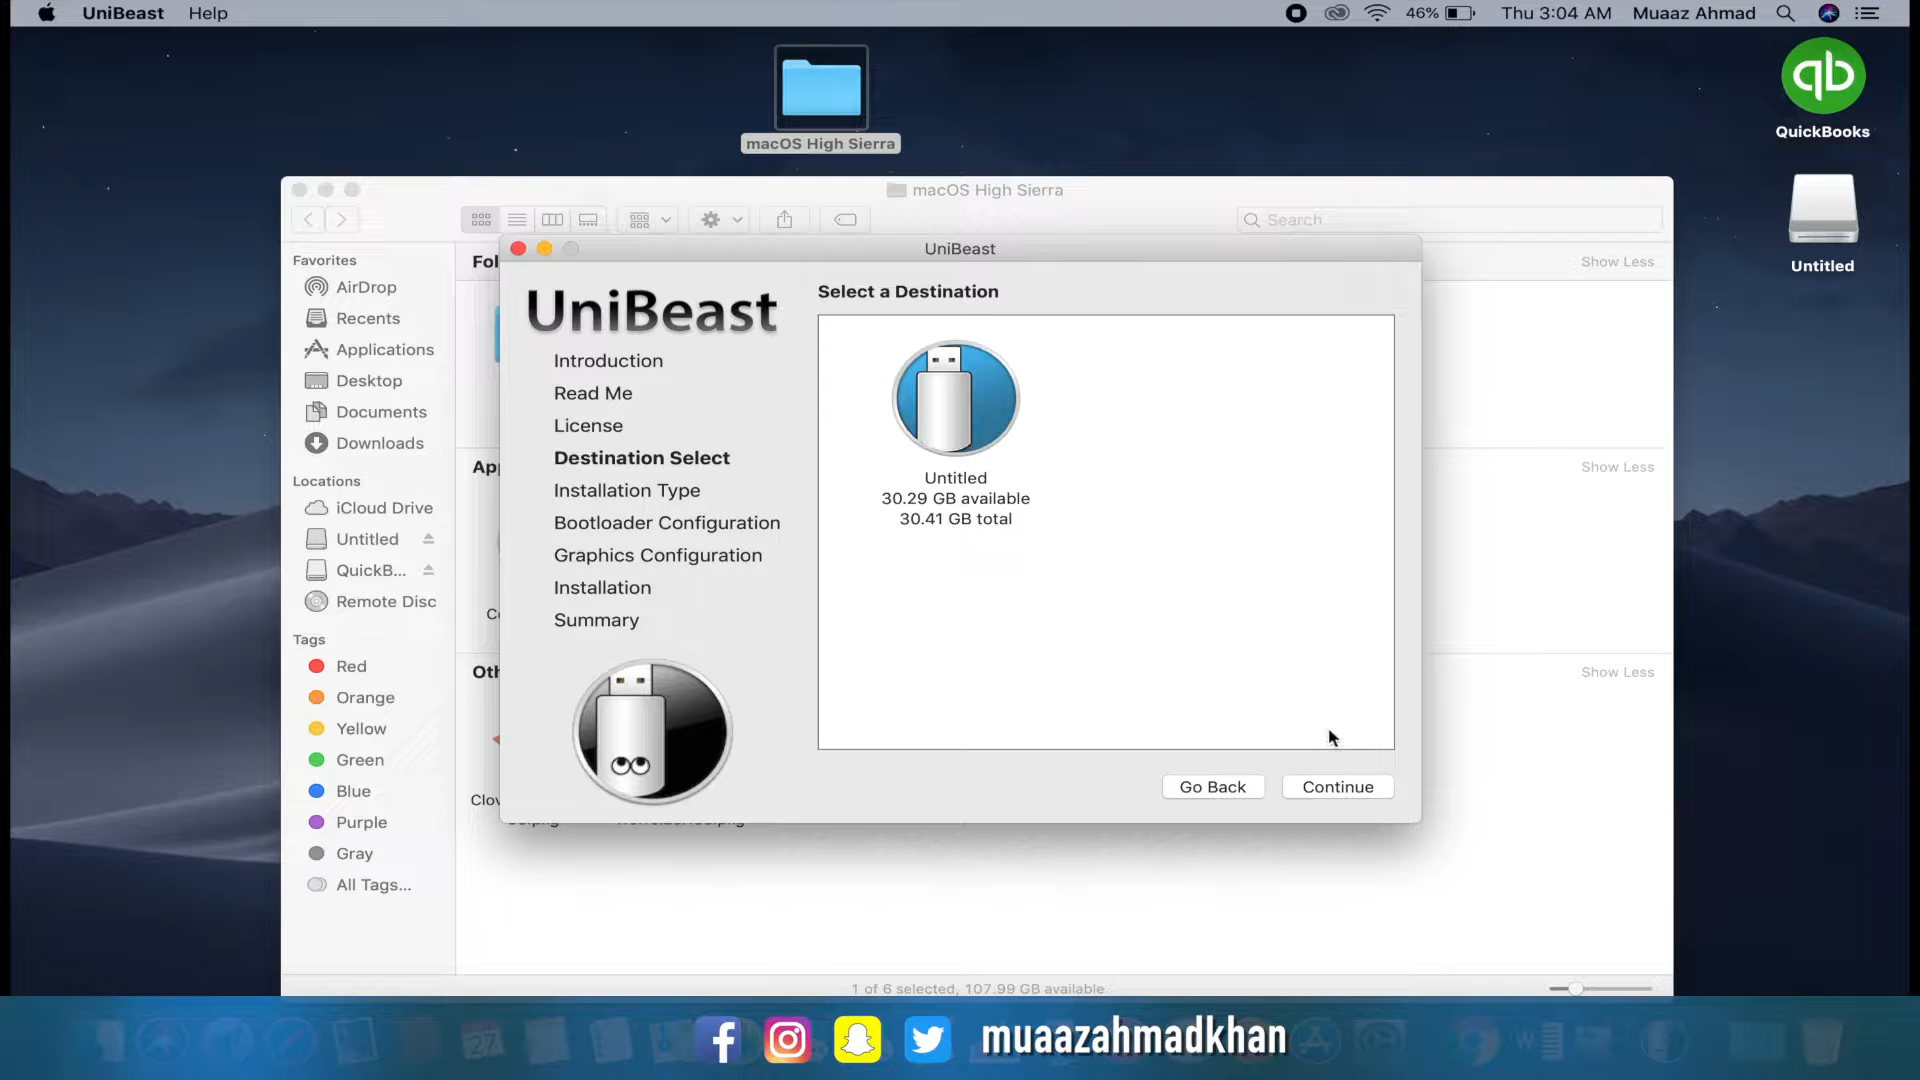 UniBeast Help 46% Thu 3:04 AM Muaaz Ahmad
macOS High Sierra
qb
QuickBooks
Untitled
macOS High Sierra
Search
Favorites
AirDrop
Recents
Applications
Desktop
Documents
Downloads
Locations
iCloud Drive
Untitled
QuickB...
Remote Disc
Tags
Red
Orange
Yellow
Green
Blue
Purple
Gray
All Tags...
Show Less
Show Less
Show Less
UniBeast
UniBeast
Introduction
Read Me
License
Destination Select
Installation Type
Bootloader Configuration
Graphics Configuration
Installation
Summary
Select a Destination
Untitled
30.29 GB available
30.41 GB total
Go Back Continue
1 of 6 selected, 107.99 GB available
27
muaazahmadkhan